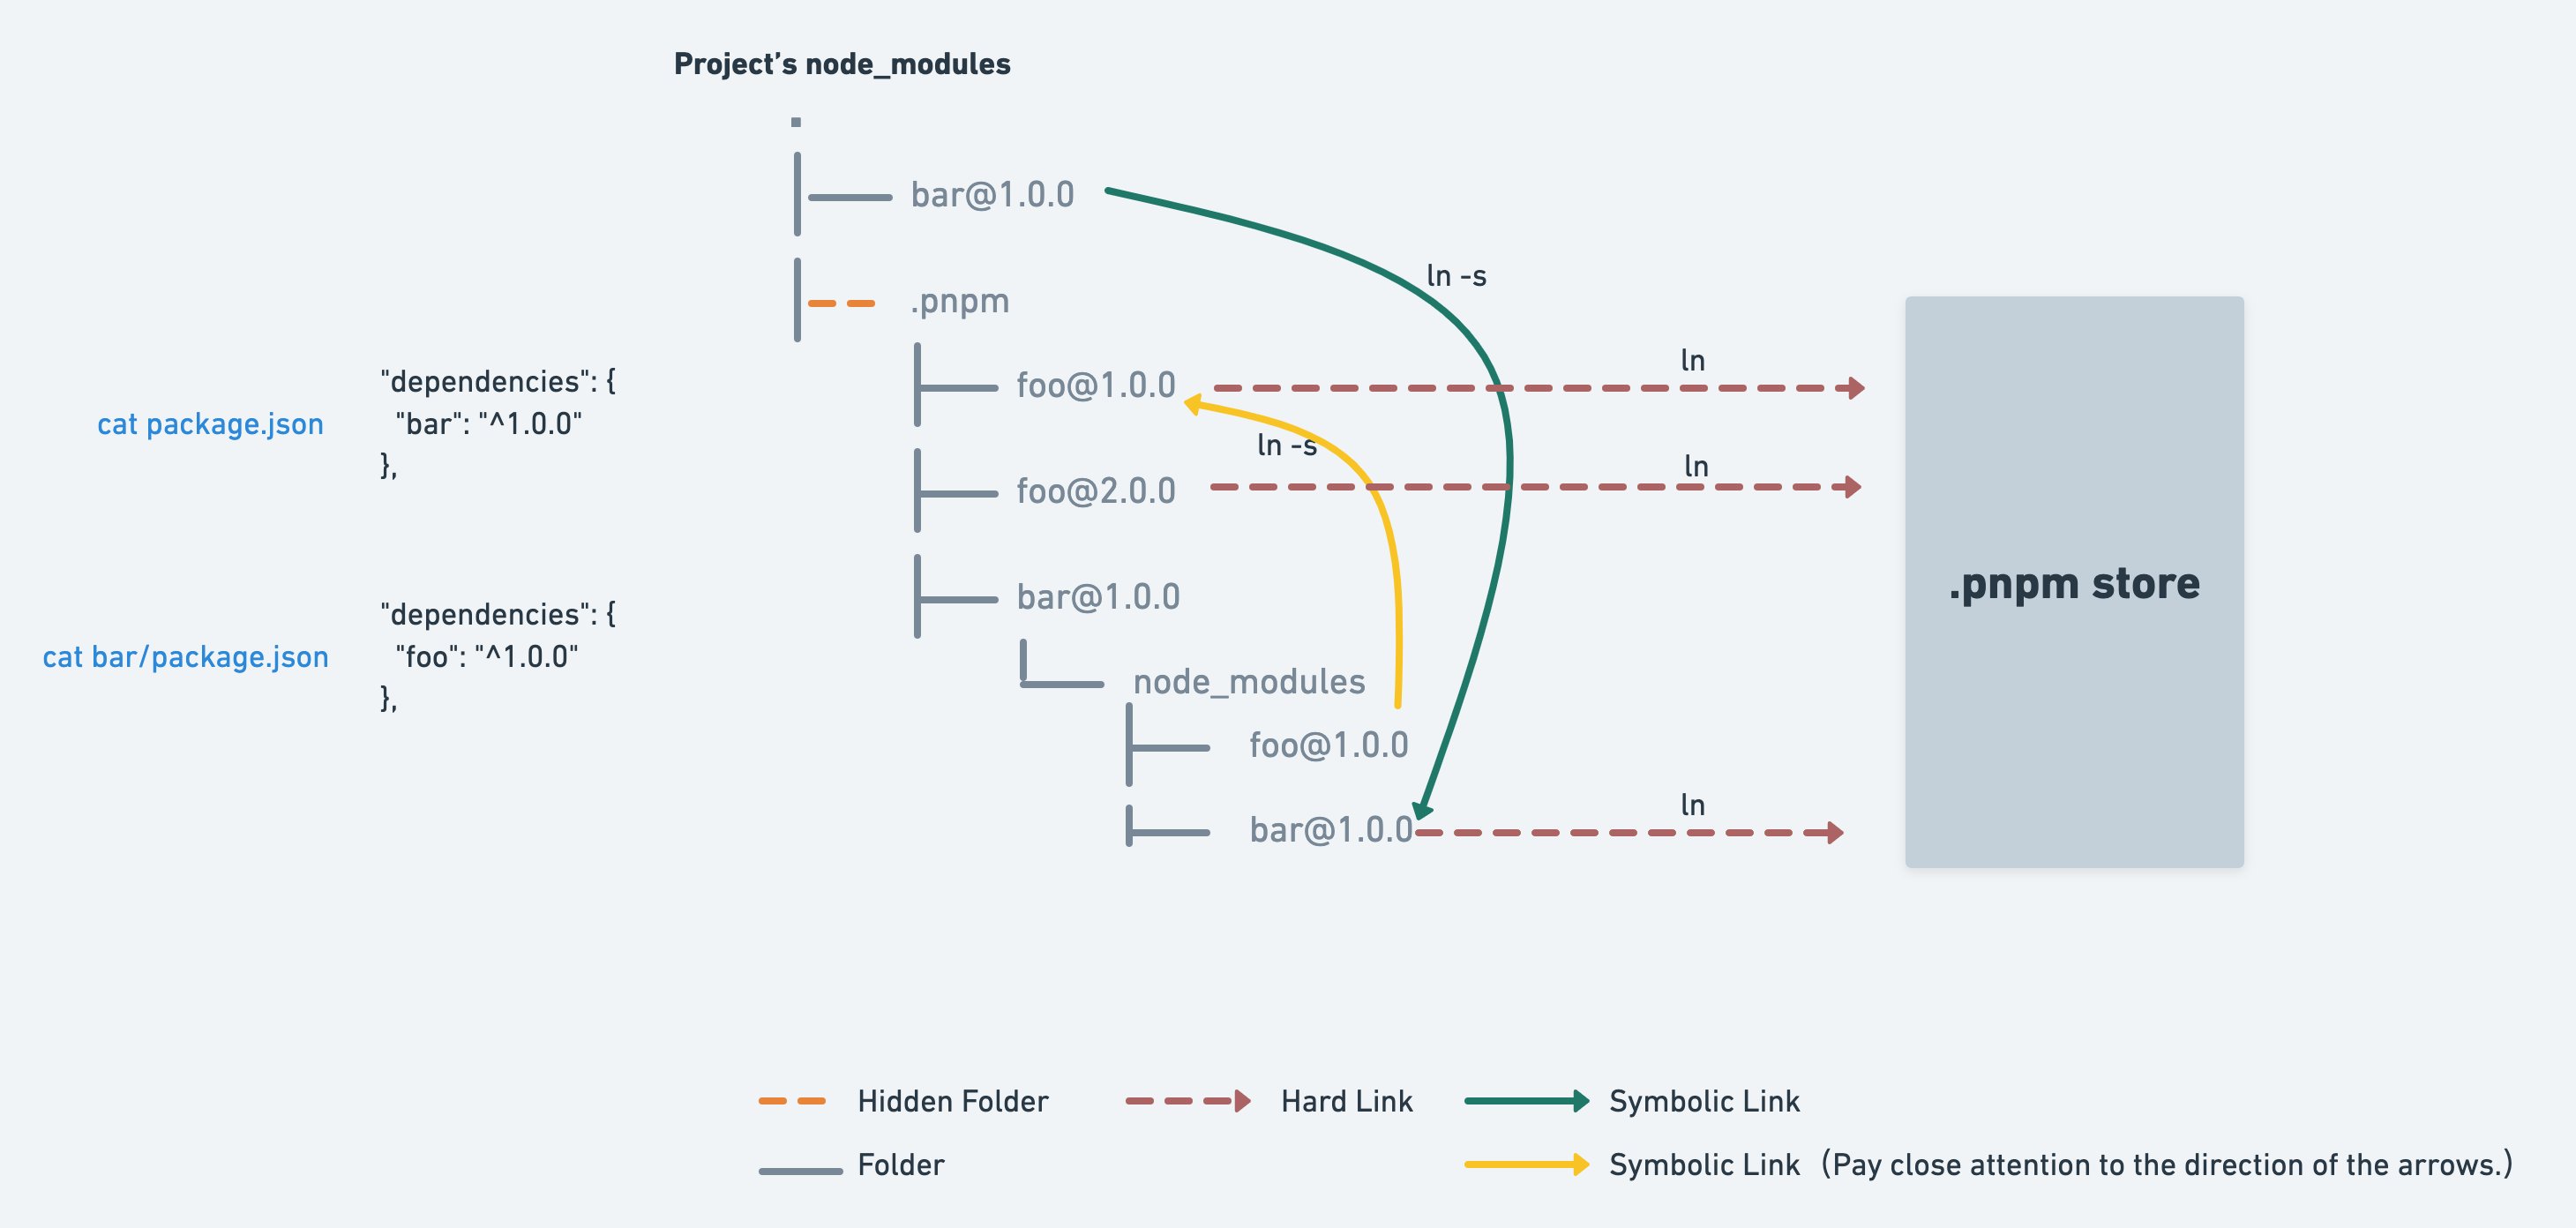 Project’s node_modules
bar@1.0.0
ln -s
.pnpm
foo@1.0.0
ln
"dependencies": {
"bar": "^1.0.0"
},
cat package.json
ln -s
foo@2.0.0
ln
.pnpm store
bar@1.0.0
"dependencies": {
"foo": "^1.0.0"
},
cat bar/package.json
node_modules
foo@1.0.0
bar@1.0.0
ln
Hidden Folder
Hard Link
Symbolic Link
Folder
Symbolic Link（Pay close attention to the direction of the arrows.）